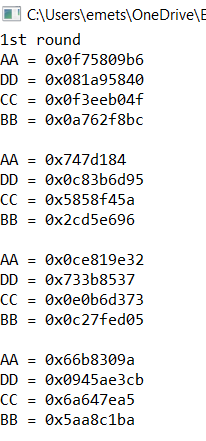 C:\Users\emets\OneDrive\E
1st round
AA = 0x0f75809b6
DD = 0x081a95840
CC = 0x0f3eeb04f
BB = 0x0a762f8bc
AA = 0x747d184
DD = 0x0c83b6d95
CC = 0x5858f45a
BB = 0x2cd5e696
AA = 0x0ce819e32
DD = 0x733b8537
CC = 0x0e0b6d373
BB = 0x0c27fed05
AA = 0x66b8309a
DD = 0x0945ae3cb
CC = 0x6a647ea5
BB = 0x5aa8c1ba